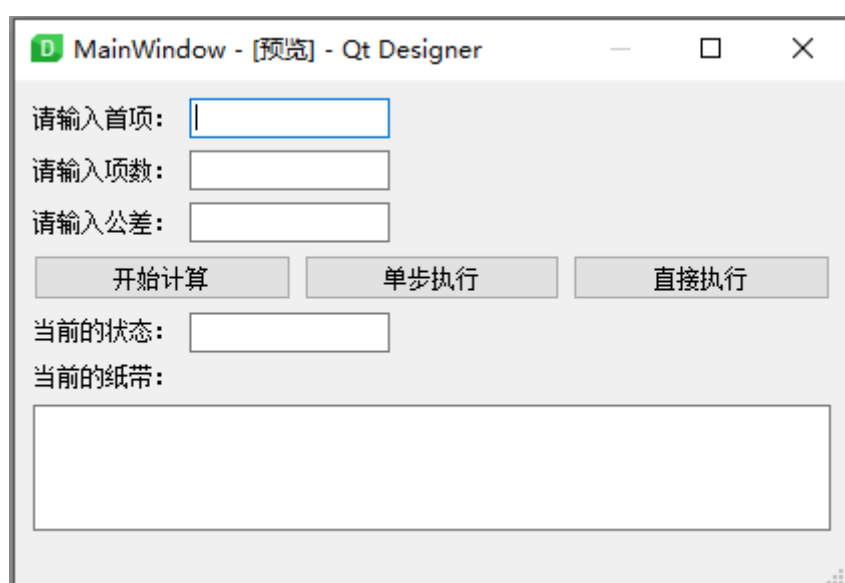 D MainWindow - [预览] - Qt Designer
请输入首项：
请输入项数：
请输入公差：
开始计算 单步执行 直接执行
当前的状态：
当前的纸带：